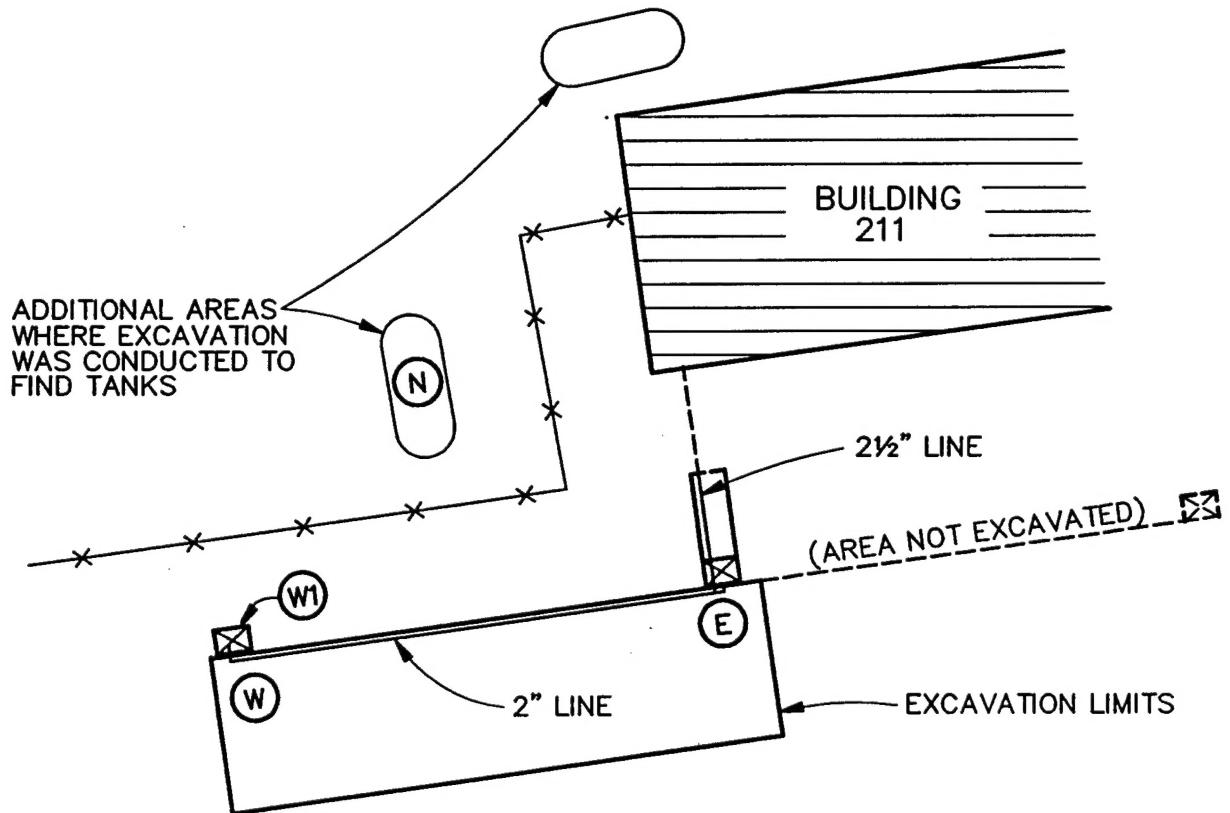 BUILDING
211
ADDITIONAL AREAS
WHERE EXCAVATION
WAS CONDUCTED TO
FIND TANKS
N
2½" LINE
(AREA NOT EXCAVATED)
W1
E
W
2" LINE
EXCAVATION LIMITS